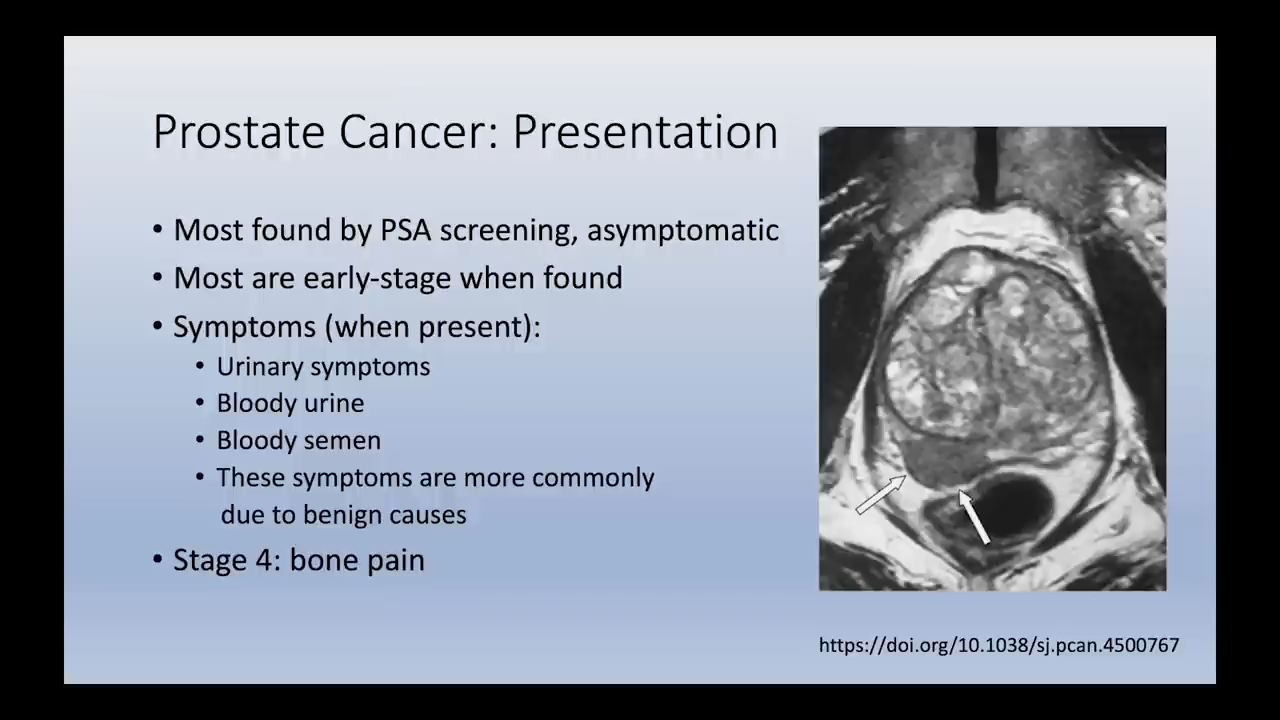 Prostate Cancer: Presentation
• Most found by PSA screening, asymptomatic
• Most are early-stage when found
• Symptoms (when present):
• Urinary symptoms
• Bloody urine
• Bloody semen
• These symptoms are more commonly
due to benign causes
• Stage 4: bone pain
https://doi.org/10.1038/sj.pcan.4500767